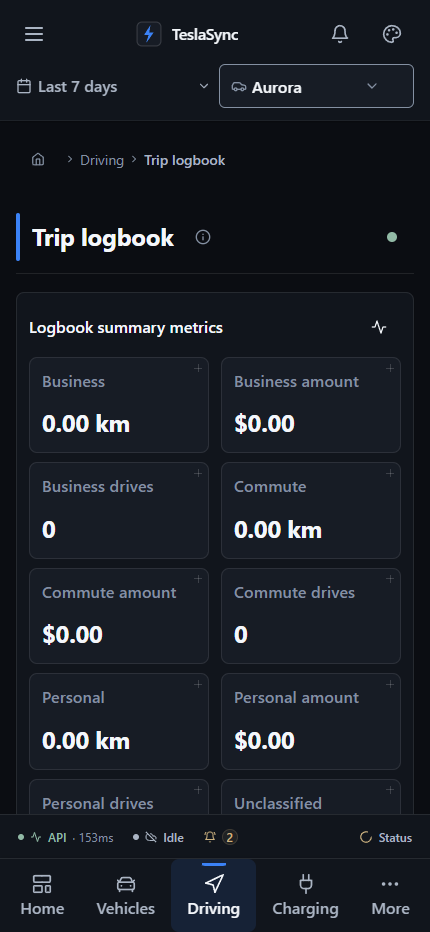 TeslaSync
Last 7 days
Aurora
Driving
Trip logbook
Trip logbook
Logbook summary metrics
Business
0.00 km
Business amount
$0.00
Business drives
0
Commute
0.00 km
Commute amount
$0.00
Commute drives
0
Personal
0.00 km
Personal amount
$0.00
Personal drives
Unclassified
API · 153ms
Idle
2
Status
Home
Vehicles
Driving
Charging
More